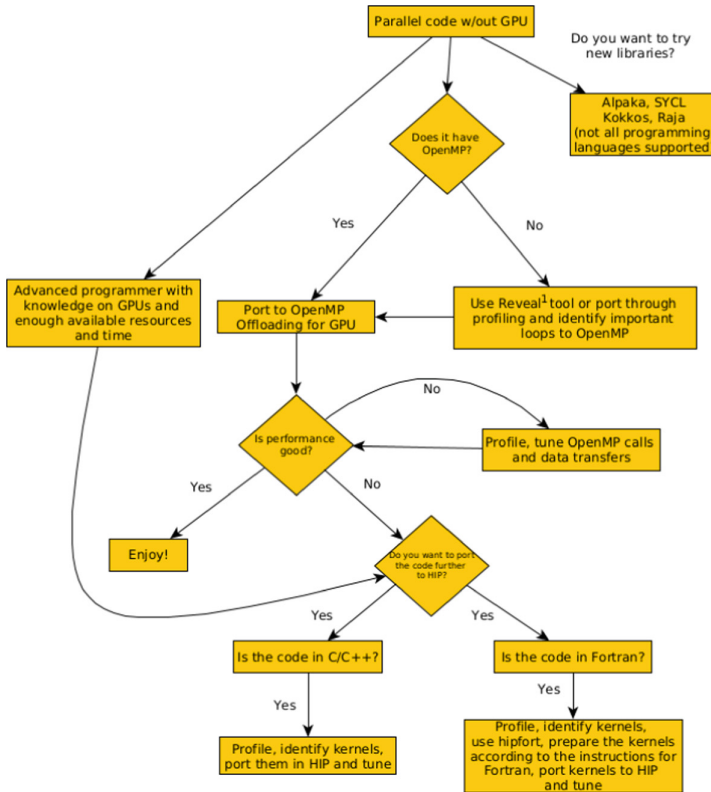 Parallel code w/out GPU
Do you want to try
new libraries?
Alpaka, SYCL
Kokkos, Raja
(not all programming
languages supported
Does it have
OpenMP?
Yes
No
Advanced programmer with
knowledge on GPUs and
enough available resources
and time
Port to OpenMP
Offloading for GPU
Use Reveal¹ tool or port through
profiling and identify important
loops to OpenMP
No
Is performance
good?
Profile, tune OpenMP calls
and data transfers
Yes
No
Enjoy!
Do you want to port
the code further
to HIP?
Yes
Yes
Is the code in C/C++?
Is the code in Fortran?
Yes
Yes
Profile, identify kernels,
port them in HIP and tune
Profile, identify kernels,
use hipfort, prepare the kernels
according to the instructions for
Fortran, port kernels to HIP
and tune